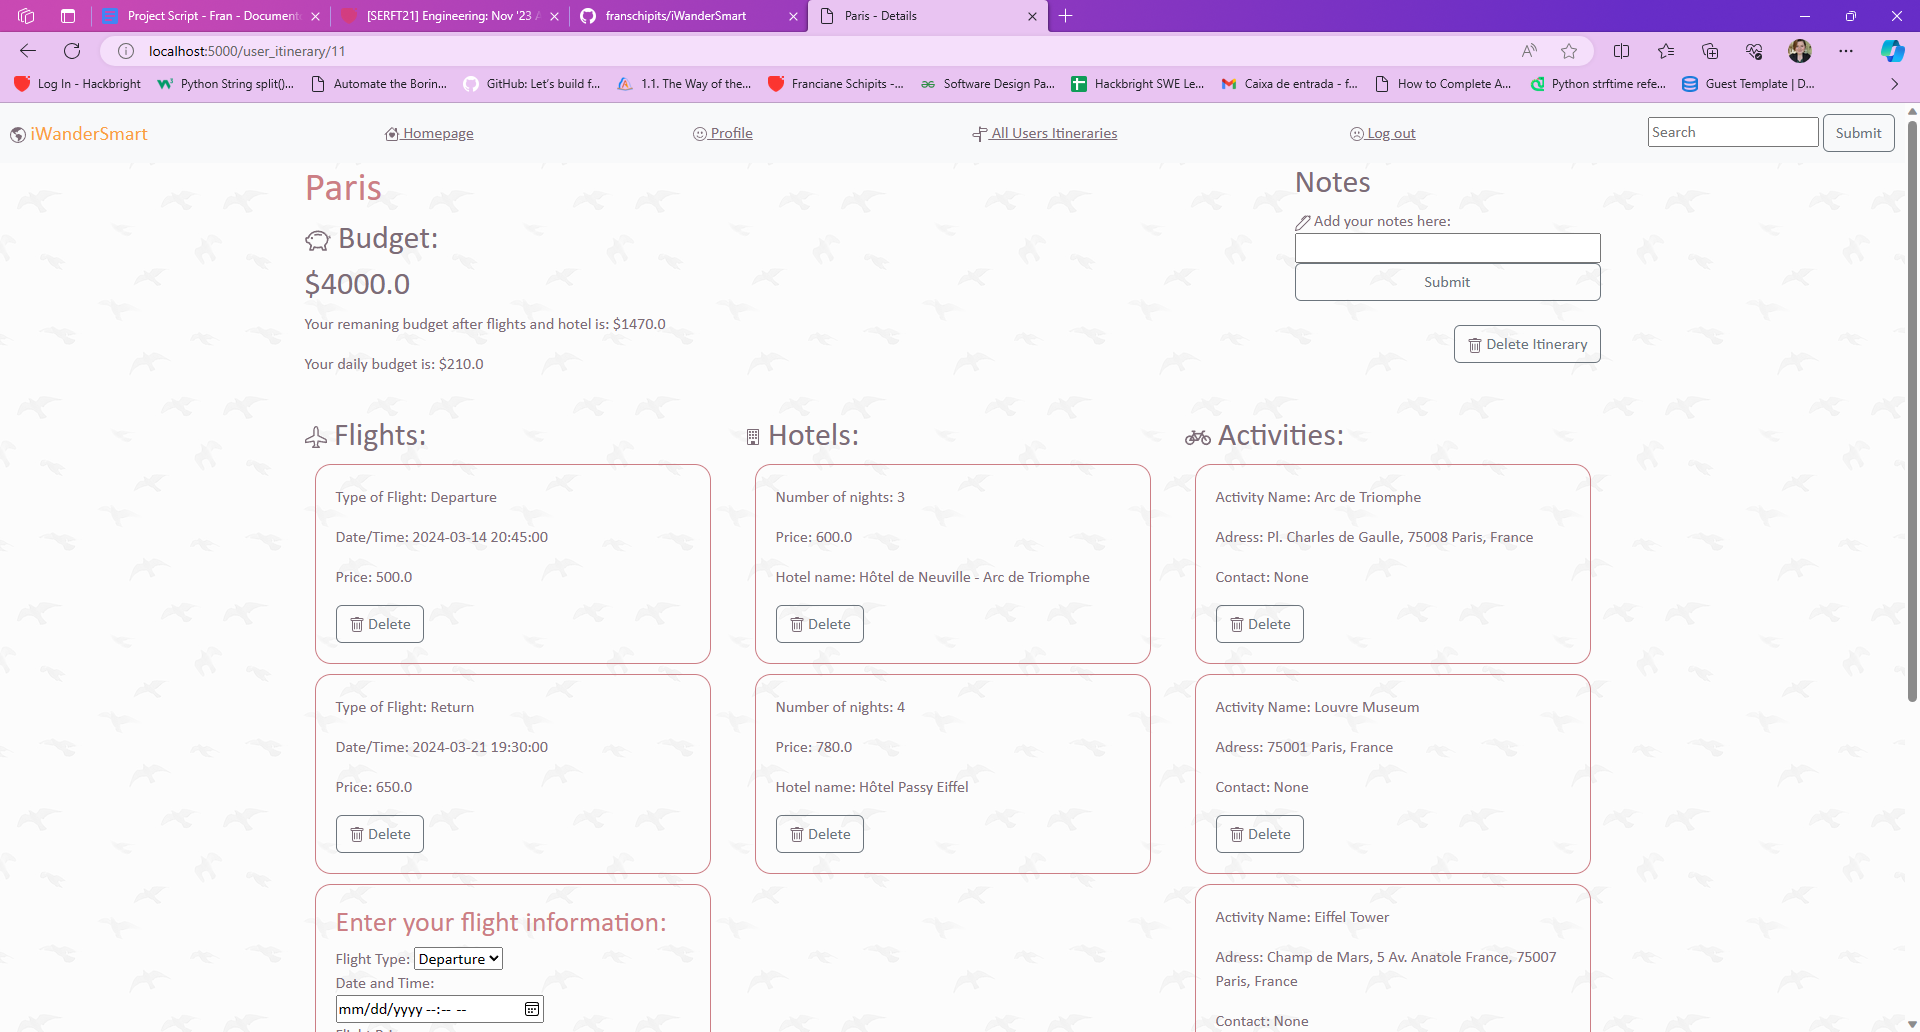 Project Script - Fran - Document
[SERFT21] Engineering: Nov '23
franschipits/iWanderSmart
Paris - Details
localhost:5000/user_itinerary/11
Log In - Hackbright
Python String split()...
Automate the Borin...
GitHub: Let's build f...
1.1. The Way of the...
Franciane Schipits -...
Software Design Pa...
Hackbright SWE Le...
Caixa de entrada - f...
How to Complete A...
Python strftime refe...
Guest Template | D...
iWanderSmart
Homepage
Profile
All Users Itineraries
Log out
Search
Submit
Paris
Budget:
$4000.0
Your remaning budget after flights and hotel is: $1470.0
Your daily budget is: $210.0
Notes
Add your notes here:
Submit
Delete Itinerary
Flights:
Type of Flight: Departure
Date/Time: 2024-03-14 20:45:00
Price: 500.0
Delete
Type of Flight: Return
Date/Time: 2024-03-21 19:30:00
Price: 650.0
Delete
Enter your flight information:
Flight Type: Departure
Date and Time:
mm/dd/yyyy --:-- --
Hotels:
Number of nights: 3
Price: 600.0
Hotel name: Hôtel de Neuville - Arc de Triomphe
Delete
Number of nights: 4
Price: 780.0
Hotel name: Hôtel Passy Eiffel
Delete
Activities:
Activity Name: Arc de Triomphe
Adress: Pl. Charles de Gaulle, 75008 Paris, France
Contact: None
Delete
Activity Name: Louvre Museum
Adress: 75001 Paris, France
Contact: None
Delete
Activity Name: Eiffel Tower
Adress: Champ de Mars, 5 Av. Anatole France, 75007
Paris, France
Contact: None